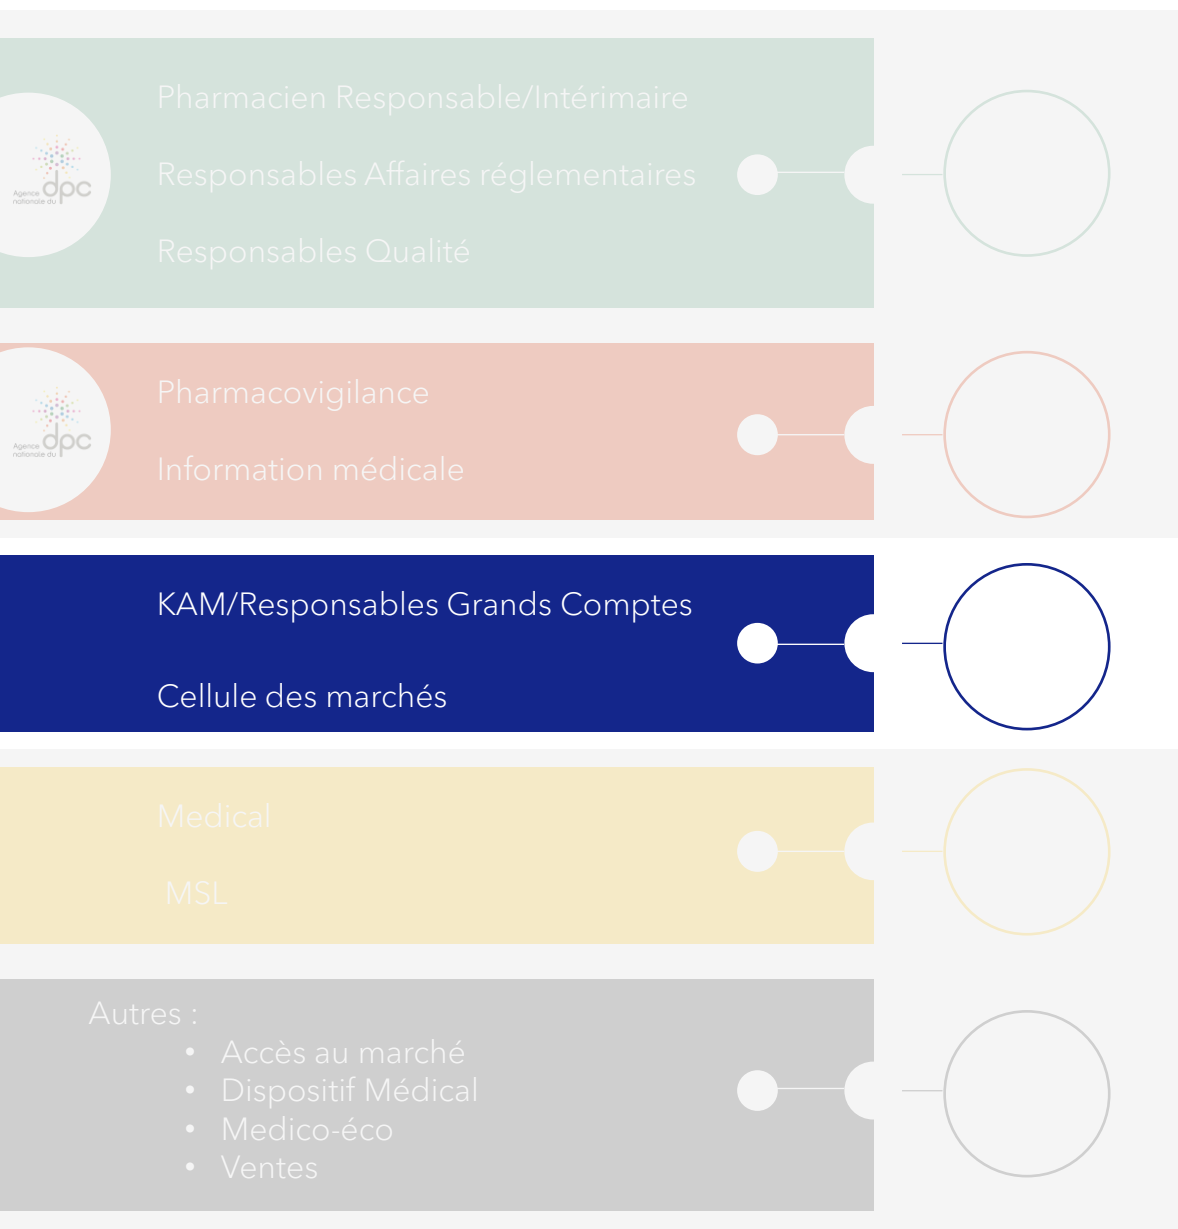 Pharmacien Responsable/Intérimaire
Responsables Affaires réglementaires
Responsables Qualité
Agence
nationale du dpc
Pharmacovigilance
Information médicale
Agence
nationale du dpc
KAM/Responsables Grands Comptes
Cellule des marchés
Medical
MSL
Autres :
• Accès au marché
• Dispositif Médical
• Medico-éco
• Ventes